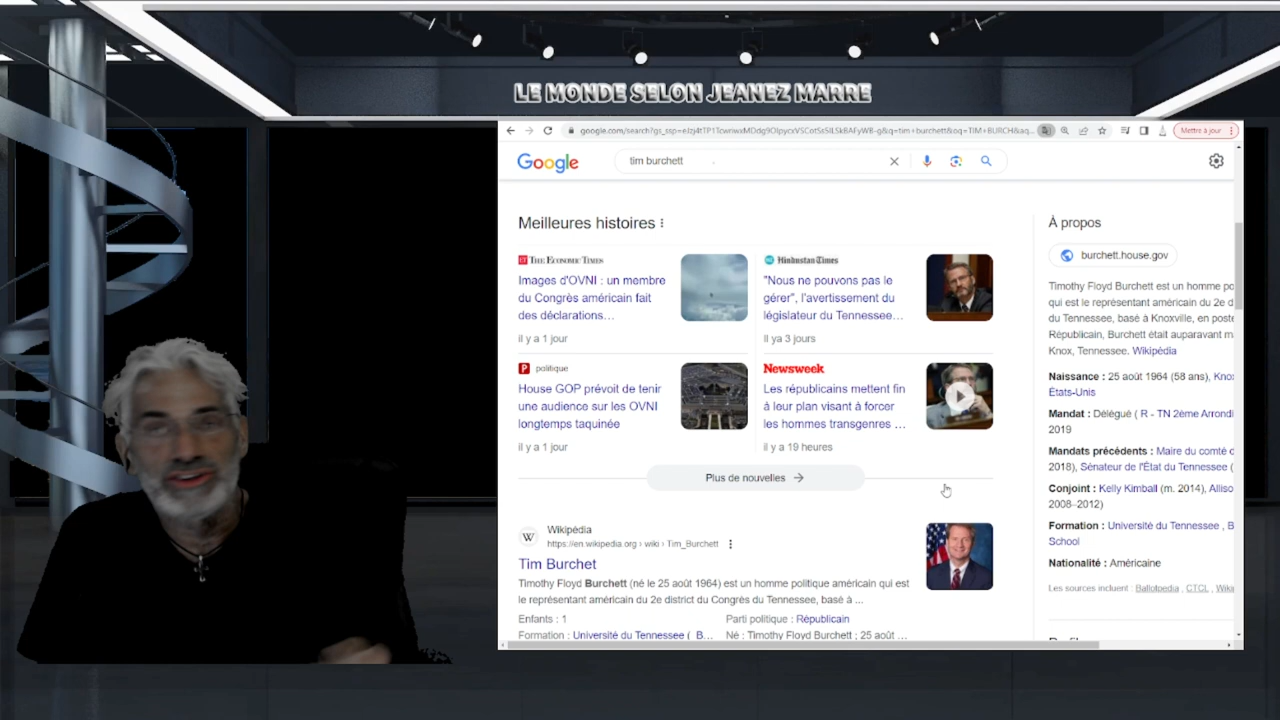 LE MONDE SELON JEANEZ MARRE
Mettre à jour
Google
tim burchett
Meilleures histoires
THE ECONOMIC TIMES
Images d'OVNI : un membre
du Congrès américain fait
des déclarations…
il y a 1 jour
Hindustan Times
"Nous ne pouvons pas le
gérer", l'avertissement du
législateur du Tennessee…
Il ya 3 jours
politique
House GOP prévoit de tenir
une audience sur les OVNI
longtemps taquinée
il y a 1 jour
Newsweek
Les républicains mettent fin
à leur plan visant à forcer
les hommes transgenres …
il y a 19 heures
Plus de nouvelles
W
Wikipédia
https://en.wikipedia.org › wiki › Tim_Burchett
Tim Burchet
Timothy Floyd Burchett (né le 25 août 1964) est un homme politique américain qui est
le représentant américain du 2e district du Congrès du Tennessee, basé à ...
Enfants : 1
Parti politique : Républicain
Formation : Université du Tennessee ( B…
Né : Timothy Floyd Burchett ; 25 août …
À propos
burchett.house.gov
Timothy Floyd Burchett est un homme po
qui est le représentant américain du 2e d
du Tennessee, basé à Knoxville, en poste
Républicain, Burchett était auparavant m
Knox, Tennessee. Wikipédia
Naissance : 25 août 1964 (58 ans), Knox
États-Unis
Mandat : Délégué ( R - TN 2ème Arrondi
2019
Mandats précédents : Maire du comté d
2018), Sénateur de l'État du Tennessee (
Conjoint : Kelly Kimball (m. 2014), Alliso
2008–2012)
Formation : Université du Tennessee , B
School
Nationalité : Américaine
Les sources incluent : Ballotpedia , CTCL , Wiki